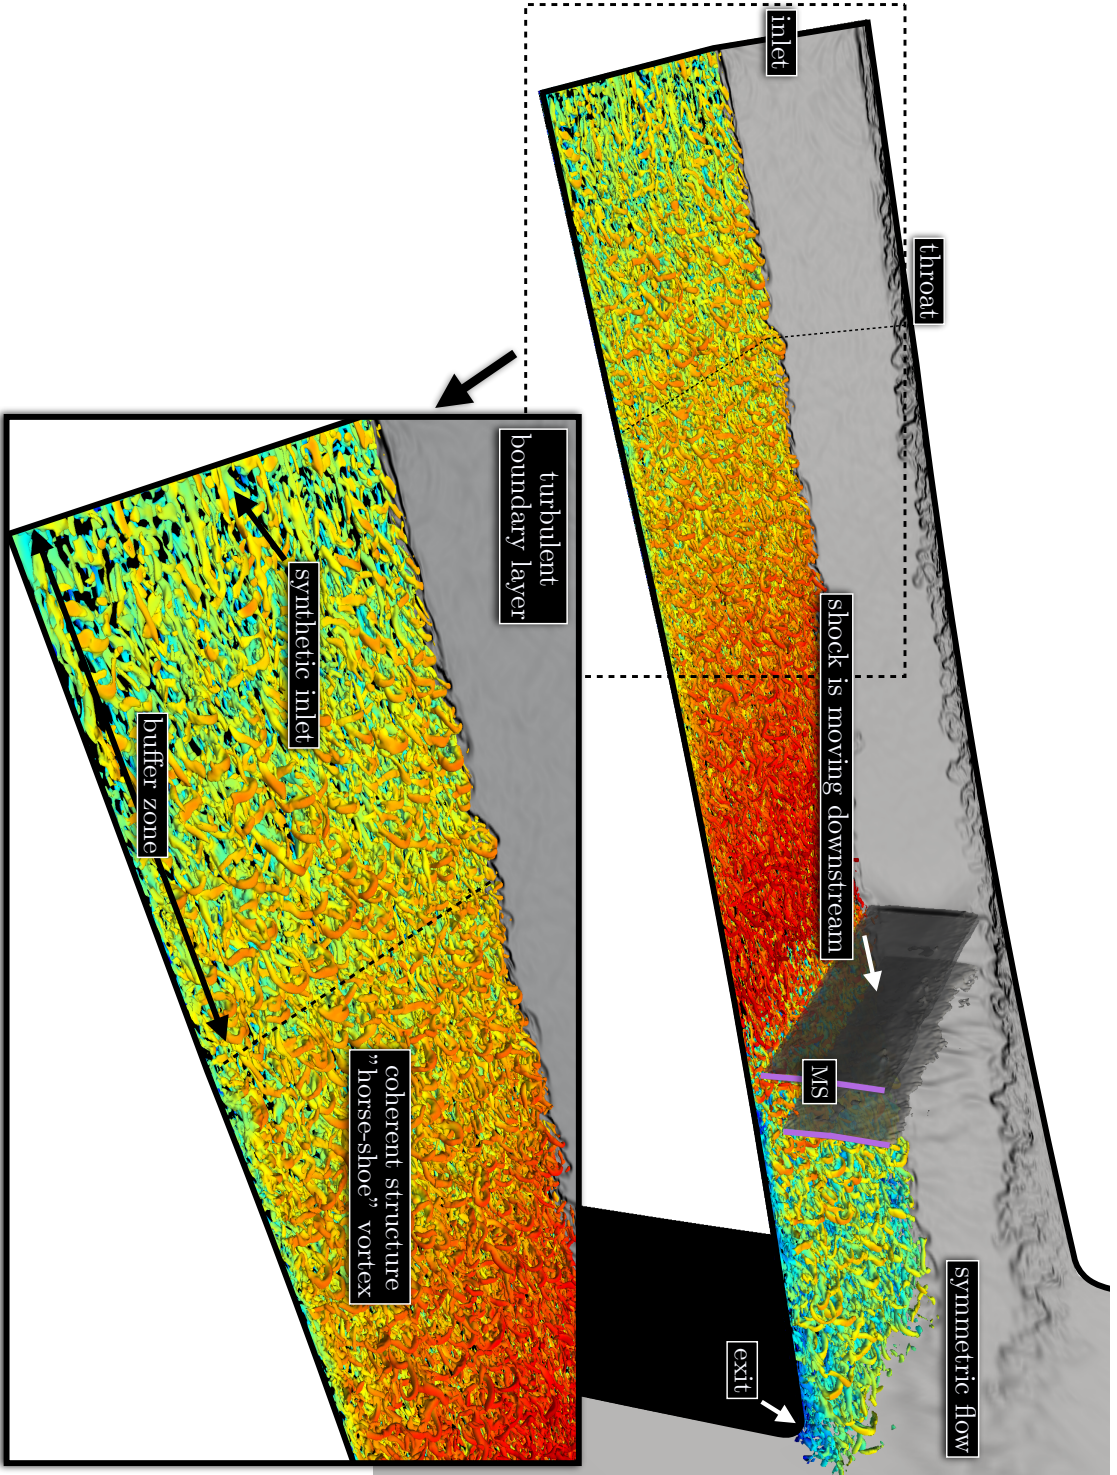 inlet
throat
shock is moving downstream
MS
symmetric flow
exit
turbulent
boundary layer
synthetic inlet
buffer zone
coherent structure
”horse-shoe” vortex